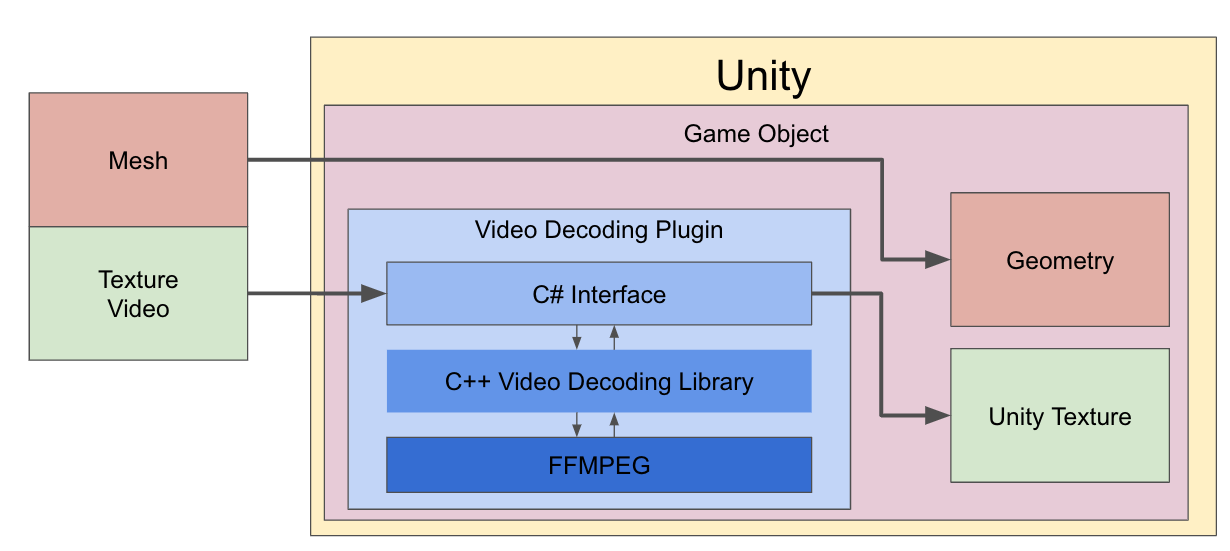 Unity
Game Object
Mesh
Texture
Video
Video Decoding Plugin
C# Interface
C++ Video Decoding Library
FFMPEG
Geometry
Unity Texture